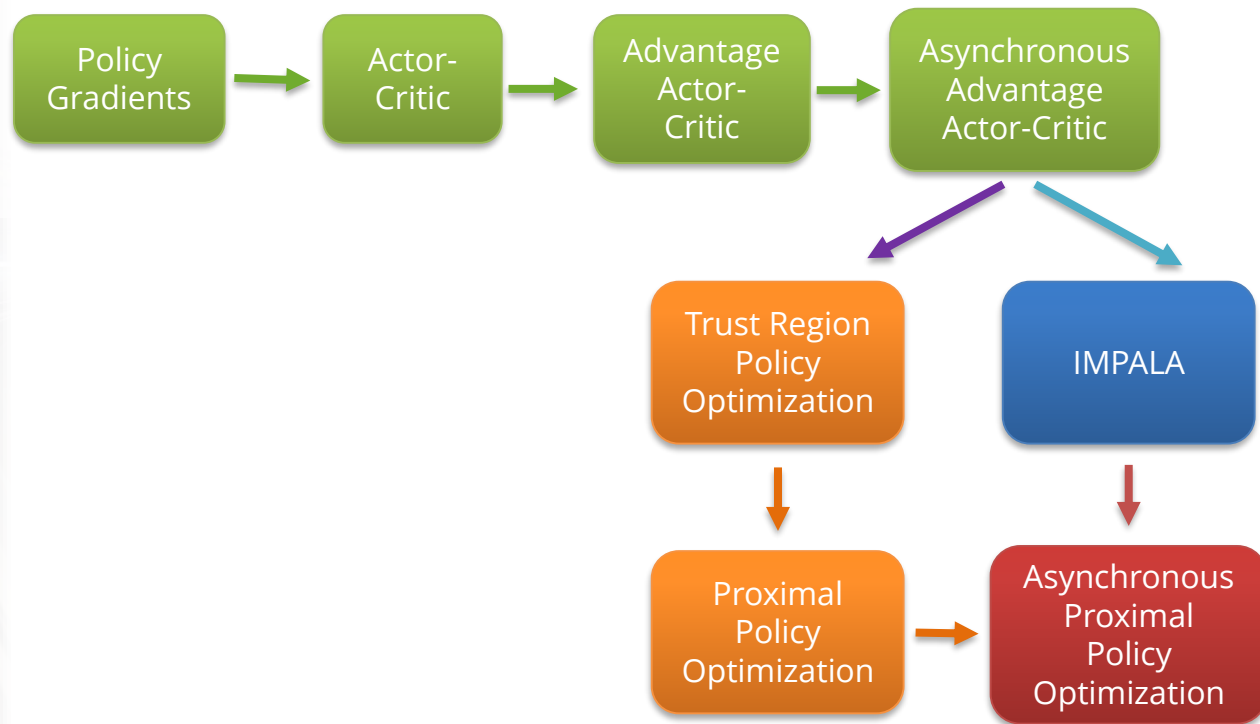 Policy
Gradients
Actor-
Critic
Advantage
Actor-
Critic
Asynchronous
Advantage
Actor-Critic
Trust Region
Policy
Optimization
IMPALA
Proximal
Policy
Optimization
Asynchronous
Proximal
Policy
Optimization